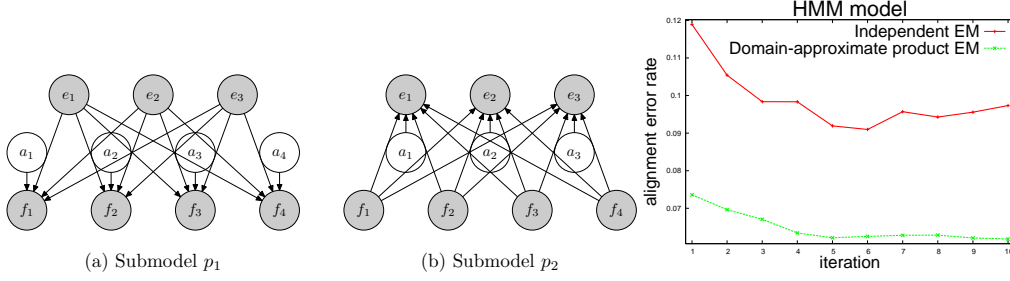 e1 e2 e3
a1 a2 a3 a4
f1 f2 f3 f4
(a) Submodel p1
e1 e2 e3
a1 a2 a3
f1 f2 f3 f4
(b) Submodel p2
HMM model
Independent EM
Domain-approximate product EM
alignment error rate
0.12
0.11
0.1
0.09
0.08
0.07
1 2 3 4 5 6 7 8 9 10
iteration